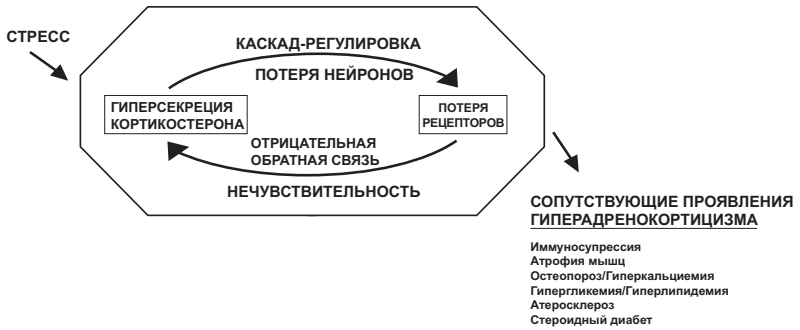 СТРЕСС
КАСКАД-РЕГУЛИРОВКА
ПОТЕРЯ НЕЙРОНОВ
ГИПЕРСЕКРЕЦИЯ
КОРТИКОСТЕРОНА
ПОТЕРЯ
РЕЦЕПТОРОВ
ОТРИЦАТЕЛЬНАЯ
ОБРАТНАЯ СВЯЗЬ
НЕЧУВСТВИТЕЛЬНОСТЬ
СОПУТСТВУЮЩИЕ ПРОЯВЛЕНИЯ
ГИПЕРАДРЕНОКОРТИЦИЗМА
Иммуносупрессия
Атрофия мышц
Остеопороз/Гиперкальциемия
Гипергликемия/Гиперлипидемия
Атеросклероз
Стероидный диабет